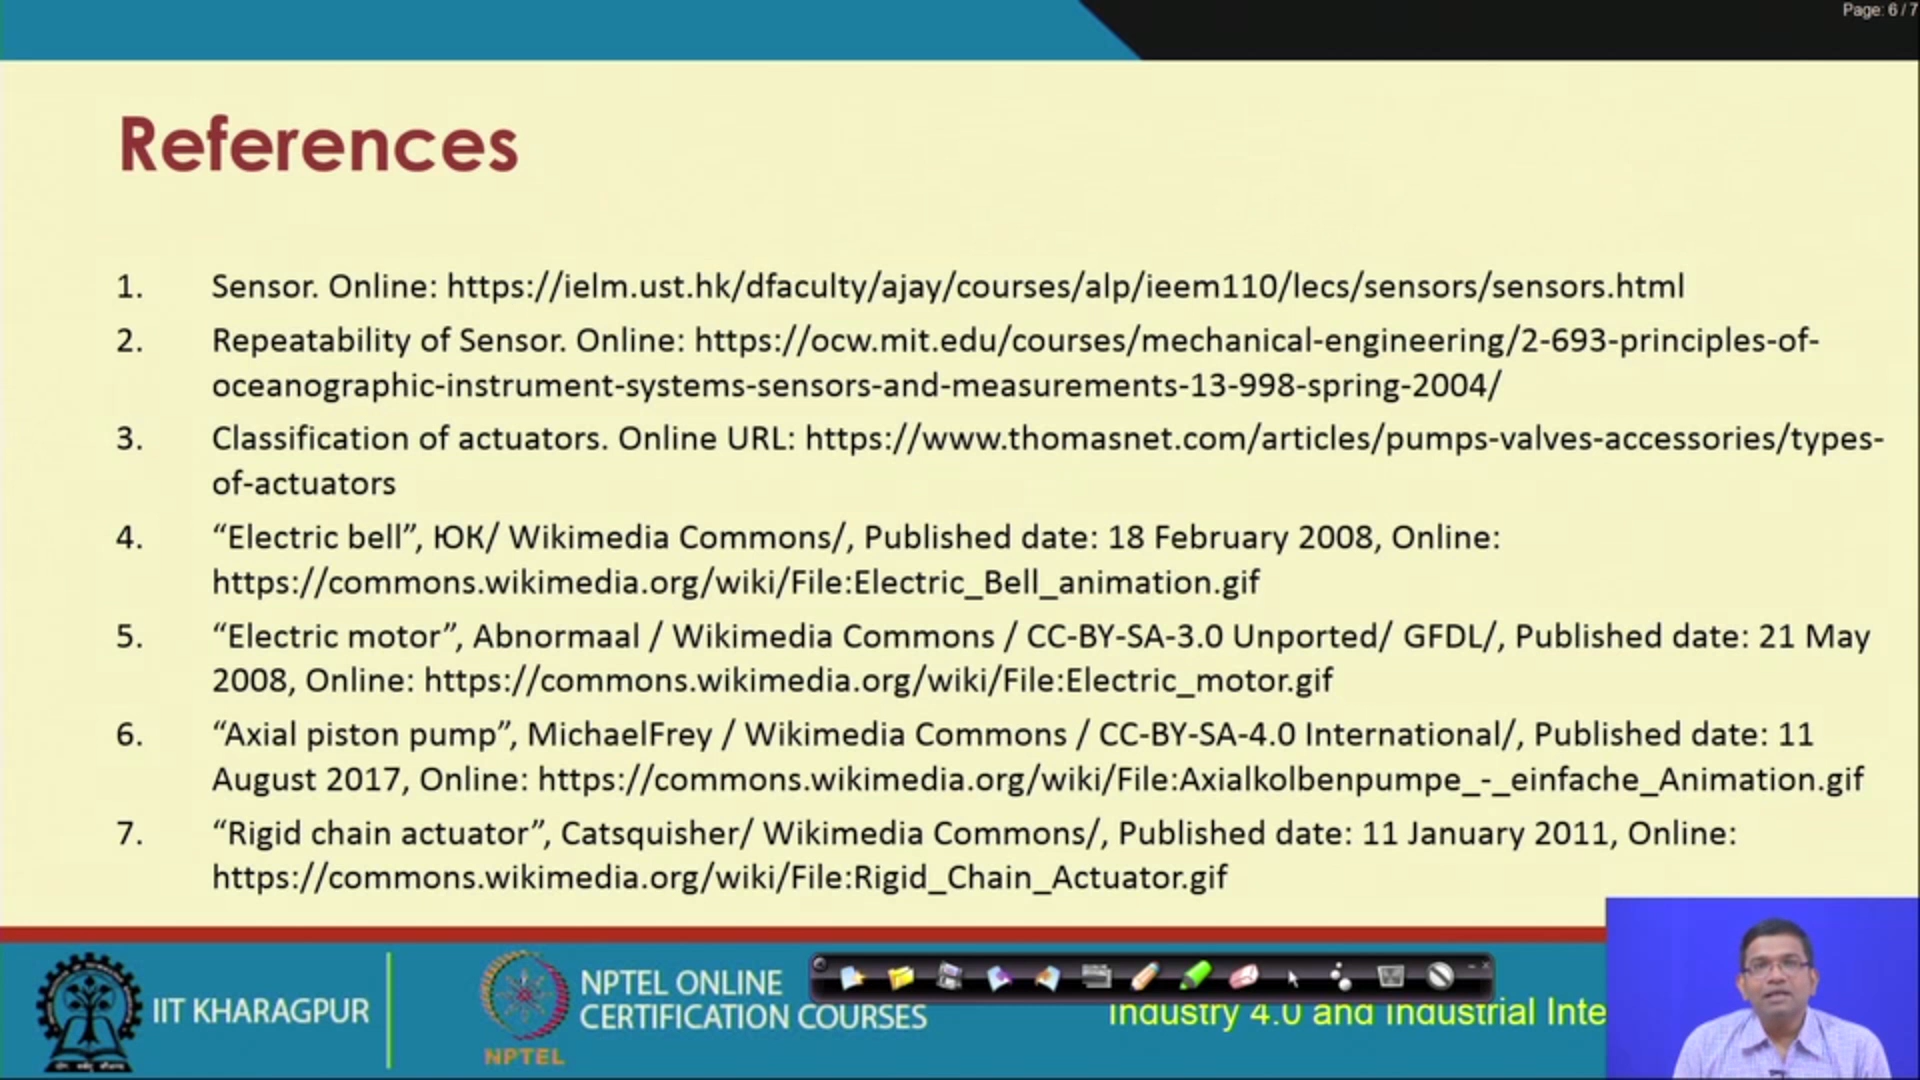 Page: 6 / 7
References
1. Sensor. Online: https://ielm.ust.hk/dfaculty/ajay/courses/alp/ieem110/lecs/sensors/sensors.html
2. Repeatability of Sensor. Online: https://ocw.mit.edu/courses/mechanical-engineering/2-693-principles-of-
oceanographic-instrument-systems-sensors-and-measurements-13-998-spring-2004/
3. Classification of actuators. Online URL: https://www.thomasnet.com/articles/pumps-valves-accessories/types-
of-actuators
4. “Electric bell”, ЮК/ Wikimedia Commons/, Published date: 18 February 2008, Online:
https://commons.wikimedia.org/wiki/File:Electric_Bell_animation.gif
5. “Electric motor”, Abnormaal / Wikimedia Commons / CC-BY-SA-3.0 Unported/ GFDL/, Published date: 21 May
2008, Online: https://commons.wikimedia.org/wiki/File:Electric_motor.gif
6. “Axial piston pump”, MichaelFrey / Wikimedia Commons / CC-BY-SA-4.0 International/, Published date: 11
August 2017, Online: https://commons.wikimedia.org/wiki/File:Axialkolbenpumpe_-_einfache_Animation.gif
7. “Rigid chain actuator”, Catsquisher/ Wikimedia Commons/, Published date: 11 January 2011, Online:
https://commons.wikimedia.org/wiki/File:Rigid_Chain_Actuator.gif
IIT KHARAGPUR
NPTEL
NPTEL ONLINE
CERTIFICATION COURSES
Industry 4.0 and Industrial Inte